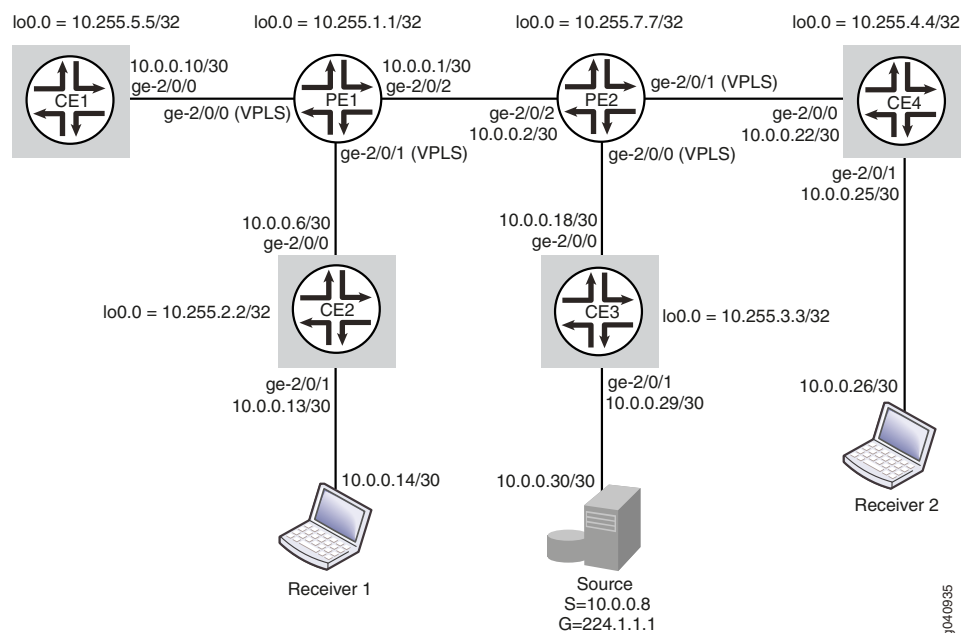 lo0.0 = 10.255.5.5/32
lo0.0 = 10.255.1.1/32
lo0.0 = 10.255.7.7/32
lo0.0 = 10.255.4.4/32
CE1
10.0.0.10/30
ge-2/0/0
ge-2/0/0 (VPLS)
PE1
10.0.0.1/30
ge-2/0/2
ge-2/0/2
10.0.0.2/30
PE2
ge-2/0/1 (VPLS)
ge-2/0/0
10.0.0.22/30
CE4
ge-2/0/1 (VPLS)
ge-2/0/0 (VPLS)
ge-2/0/1
10.0.0.25/30
10.0.0.6/30
ge-2/0/0
10.0.0.18/30
ge-2/0/0
lo0.0 = 10.255.2.2/32
CE2
CE3
lo0.0 = 10.255.3.3/32
ge-2/0/1
10.0.0.13/30
ge-2/0/1
10.0.0.29/30
10.0.0.26/30
10.0.0.14/30
10.0.0.30/30
Receiver 2
Receiver 1
Source
S=10.0.0.8
G=224.1.1.1
g040935